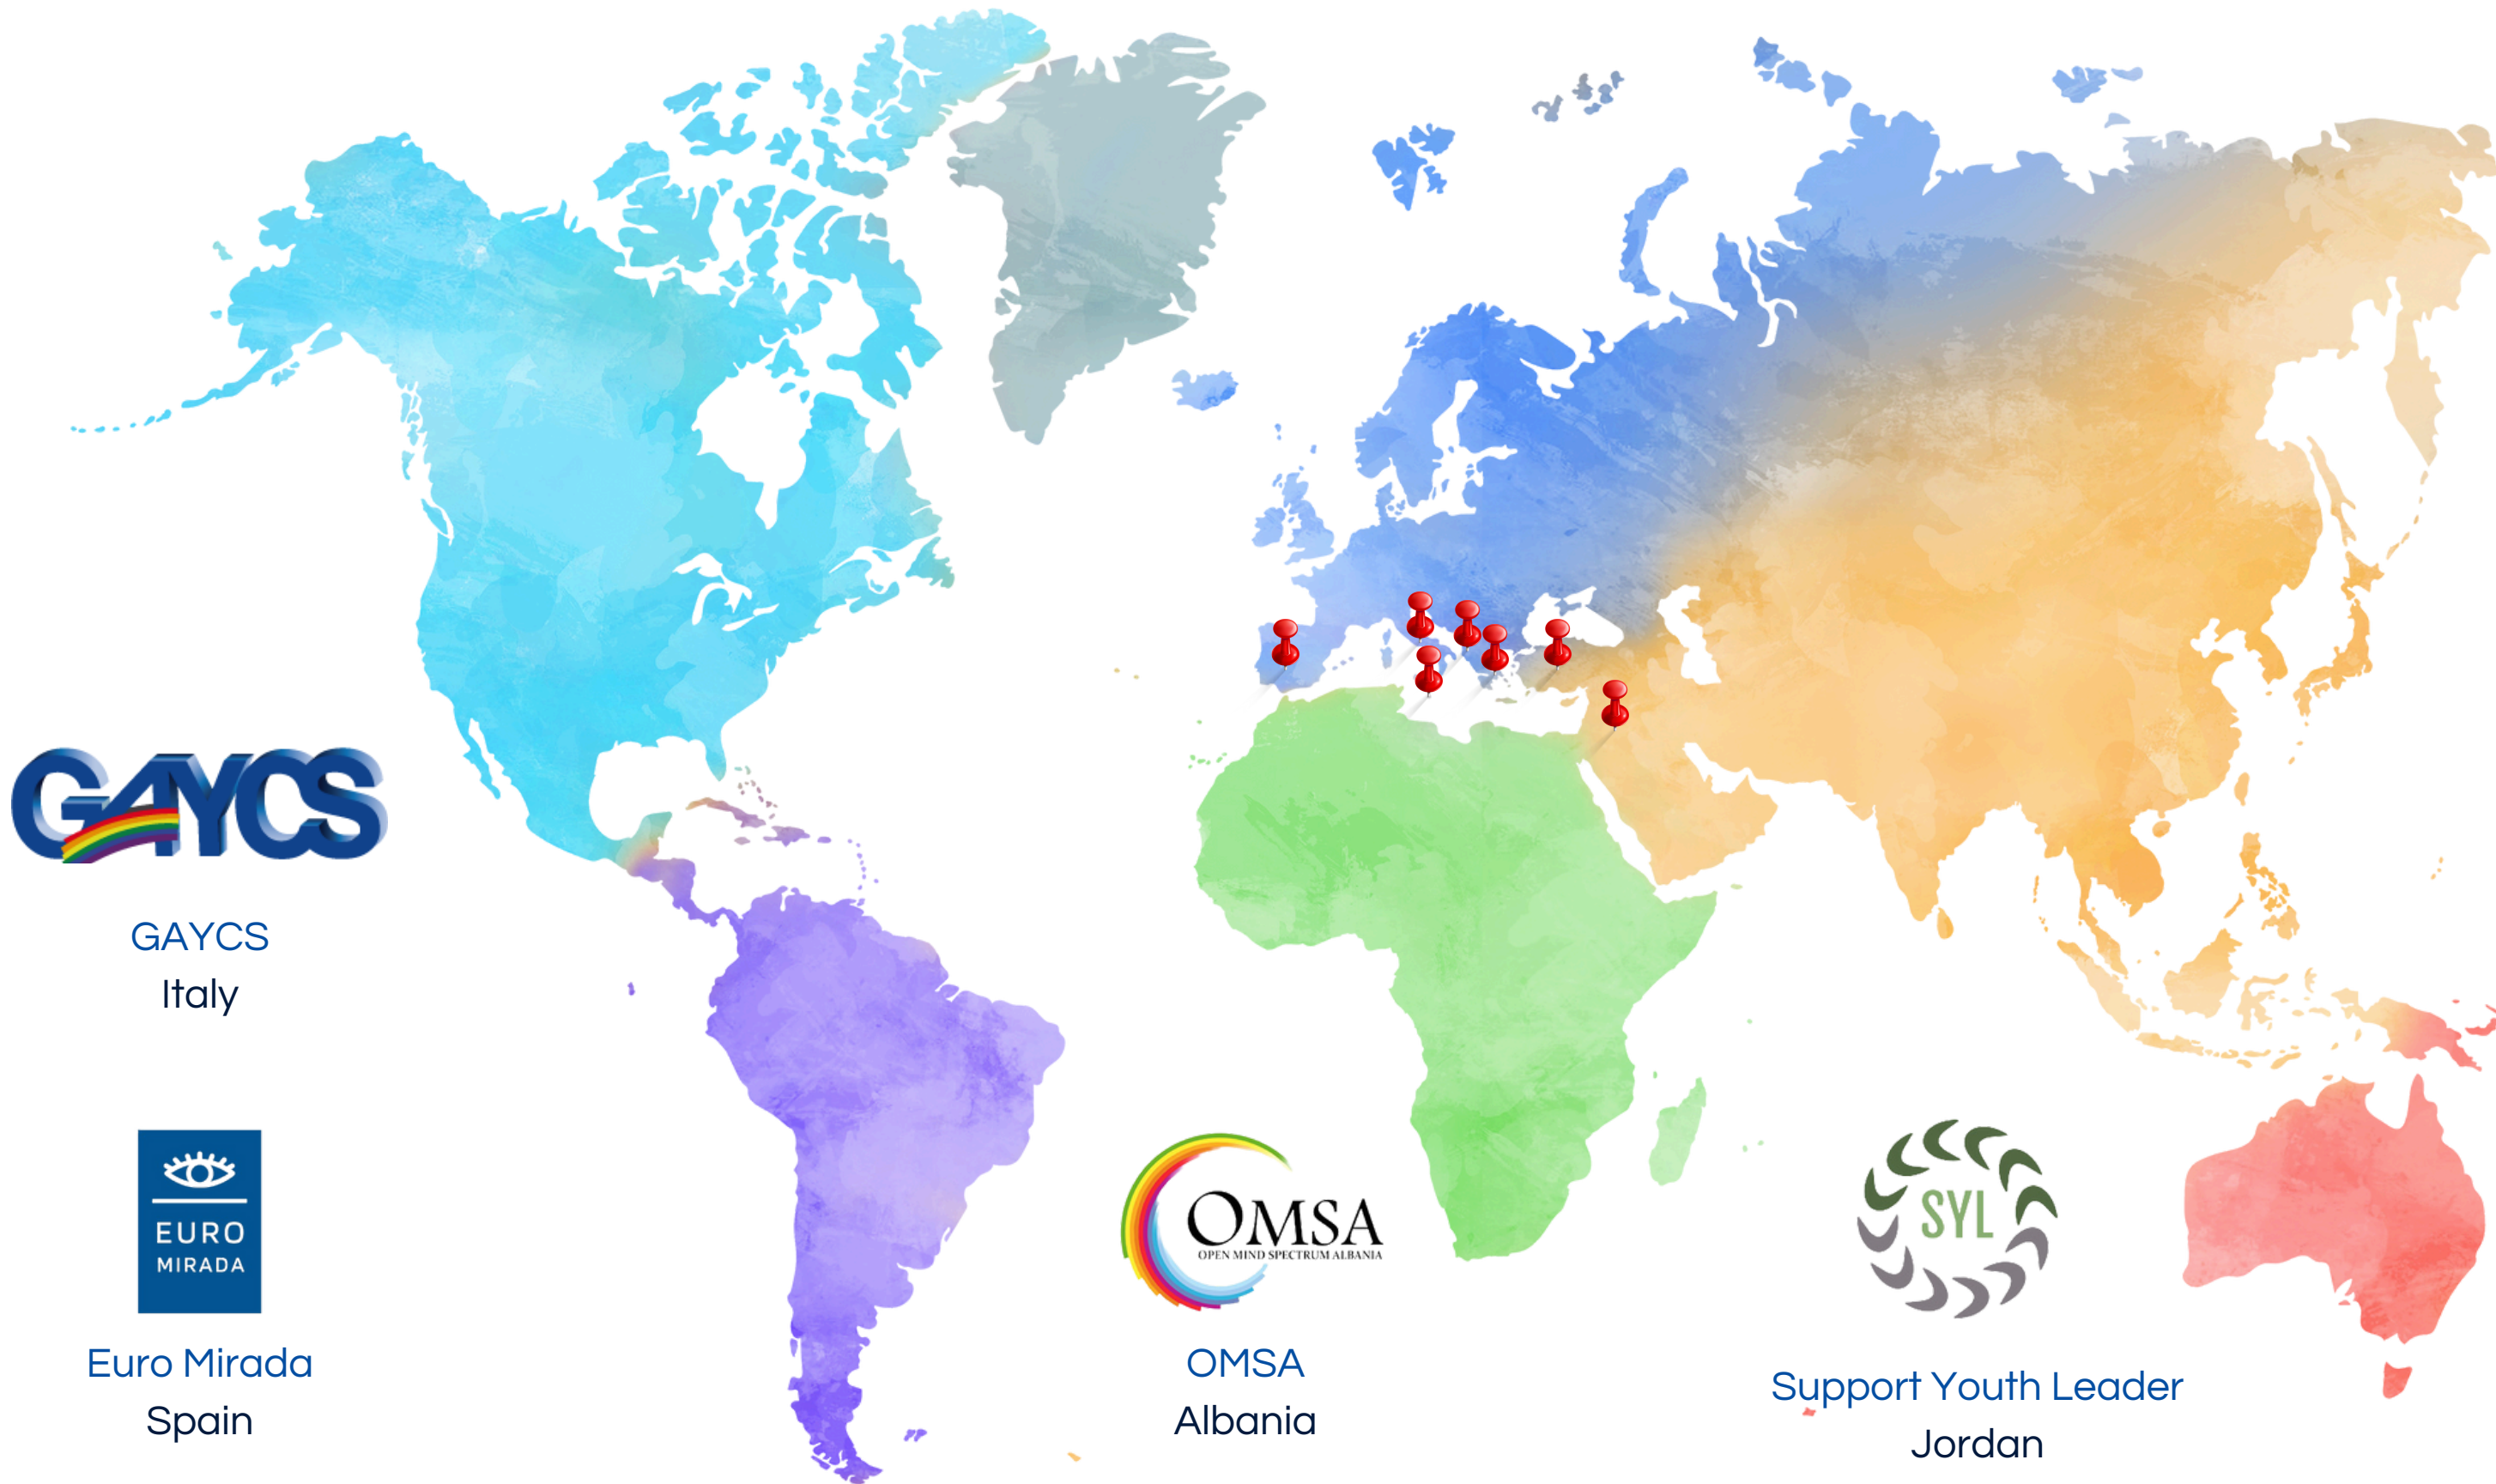 GAYCS
GAYCS
Italy
EURO
MIRADA
Euro Mirada
Spain
OMSA
OPEN MIND SPECTRUM ALBANIA
OMSA
Albania
SYL
Support Youth Leader
Jordan